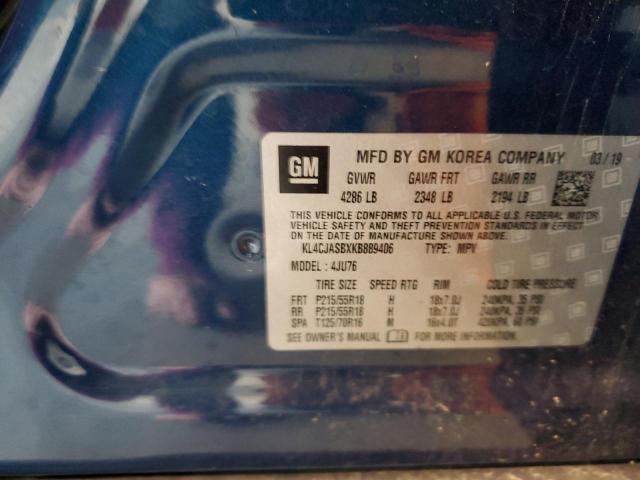 GM
MFD BY GM KOREA COMPANY 03/19
GVWR GAWR FRT GAWR RR
4286 LB 2348 LB 2194 LB
THIS VEHICLE CONFORMS TO ALL APPLICABLE U.S. FEDERAL MOTOR
VEHICLE SAFETY AND THEFT PREVENTION STANDARDS IN EFFECT
ON THE DATE OF MANUFACTURE SHOWN ABOVE.
KL4CJASBXKB889406 TYPE: MPV
MODEL: 4JU76
TIRE SIZE SPEED RTG RIM COLD TIRE PRESSURE
FRT P215/55R18 H 18x7.0J 240KPA, 35 PSI
RR P215/55R18 H 18x7.0J 240KPA, 35 PSI
SPA T125/70R16 M 16x4.0T 420KPA, 60 PSI
SEE OWNER'S MANUAL FOR MORE INFORMATION.